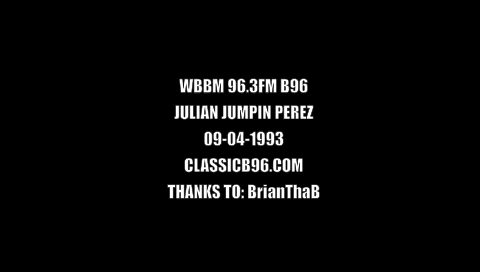 WBBM 96.3FM B96
JULIAN JUMPIN PEREZ
09-04-1993
CLASSICB96.COM
THANKS TO: BrianThaB